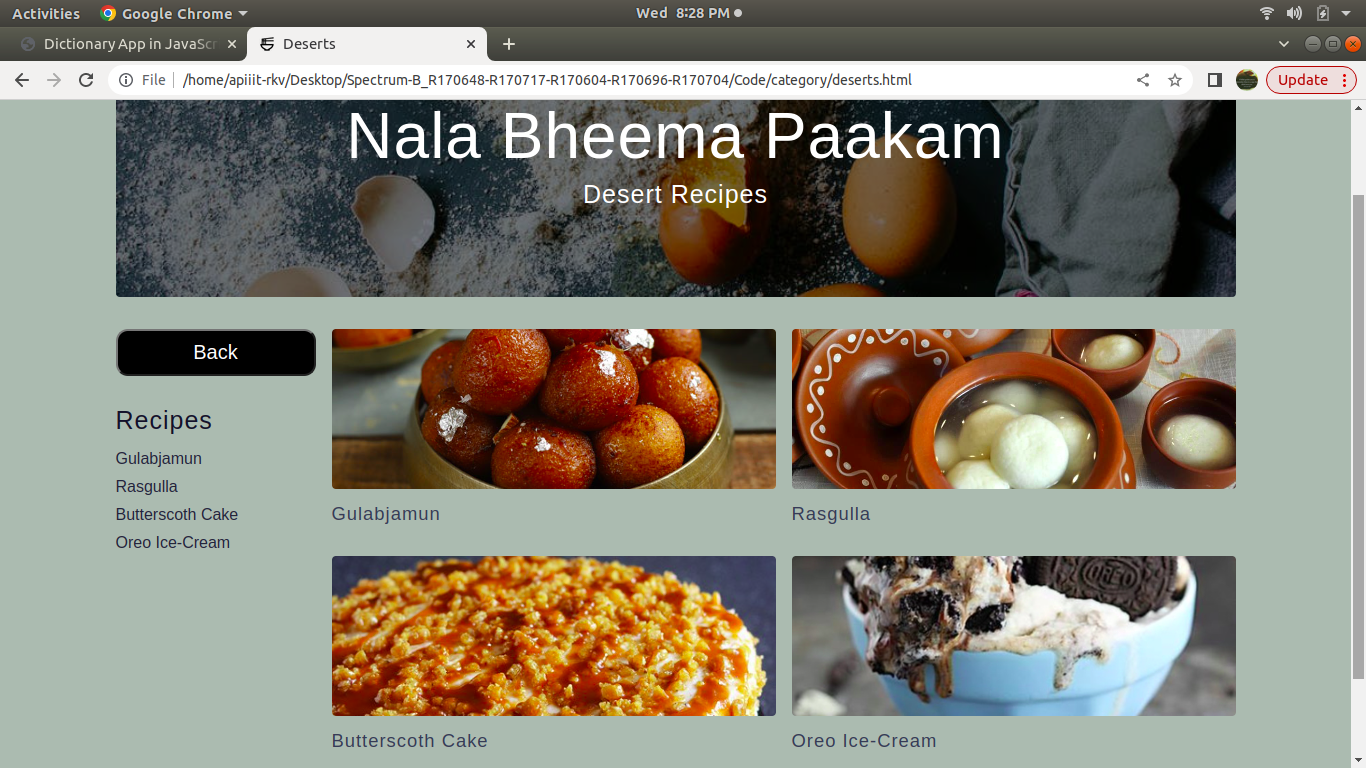 Activities Google Chrome Wed 8:28 PM
Dictionary App in JavaScr Deserts
File /home/apiiit-rkv/Desktop/Spectrum-B_R170648-R170717-R170604-R170696-R170704/Code/category/deserts.html Update
Nala Bheema Paakam
Desert Recipes
Back
Recipes
Gulabjamun
Rasgulla
Butterscoth Cake
Oreo Ice-Cream
Gulabjamun
Rasgulla
OREO
Butterscoth Cake
Oreo Ice-Cream